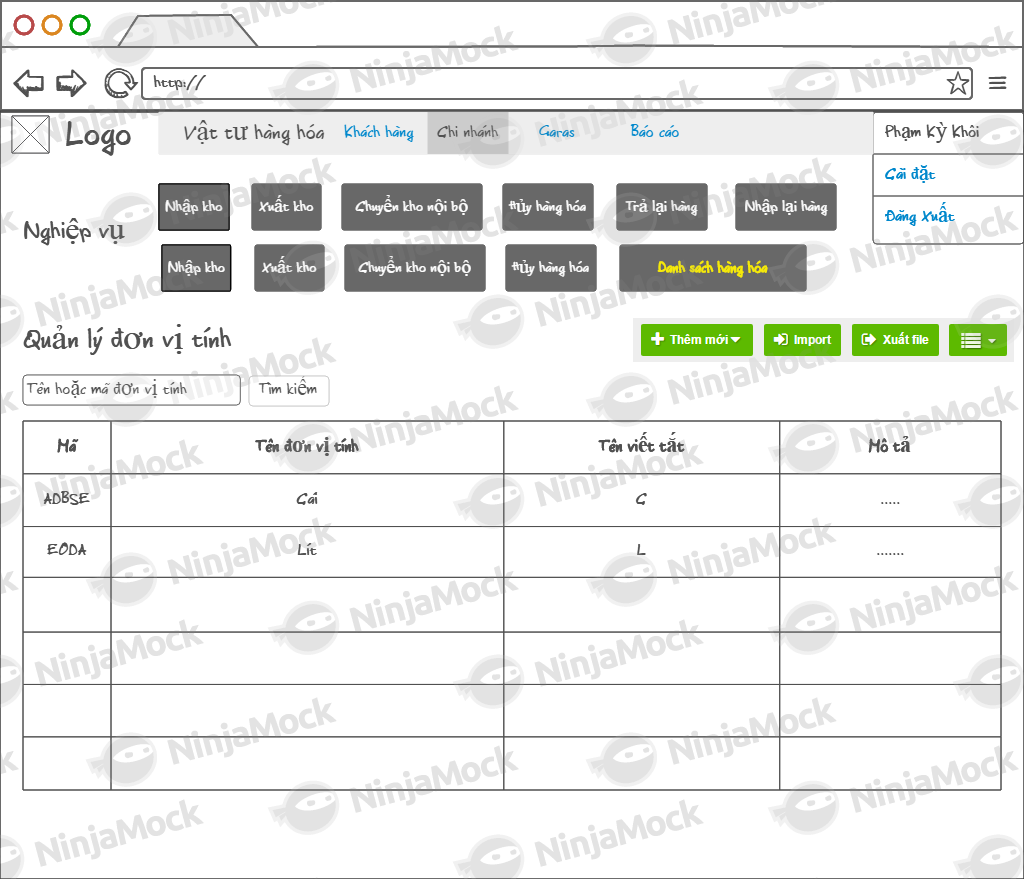 http://
Logo
Vật tư hàng hóa Khách hàng Chi nhánh Garas Báo cáo
Phạm Kỳ Khôi
Cài đặt
Đăng Xuất
Nghiệp vụ
Nhập kho Xuất kho Chuyển kho nội bộ Hủy hàng hóa Trả lại hàng Nhập lại hàng
Nhập kho Xuất kho Chuyển kho nội bộ Hủy hàng hóa Danh sách hàng hóa
Quản lý đơn vị tính
Thêm mới Import Xuất file
Tên hoặc mã đơn vị tính Tìm kiếm
Mã Tên đơn vị tính Tên viết tắt Mô tả
ADBSE Cái C .....
EODA Lít L .......
NinjaMock